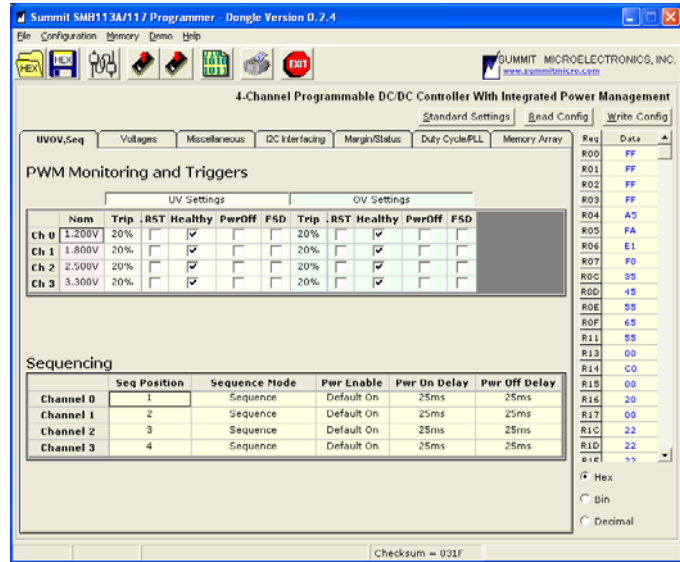 Summit SMB113A/117 Programmer - Dongle Version 0.2.4
File Configuration Memory Demo Help
HEX HEX EXIT
SUMMIT MICROELECTRONICS, INC.
www.summitmicro.com
4-Channel Programmable DC/DC Controller With Integrated Power Management
Standard Settings Read Config Write Config
UVOV,Seq Voltages Miscellaneous I2C Interfacing Margin/Status Duty Cycle/PLL Memory Array
Reg Data
R00 FF
R01 FF
R02 FF
R03 FF
R04 A5
R05 FA
R06 E1
R07 F0
R0C 35
R0D 45
R0E 55
R0F 65
R11 55
R13 00
R14 C0
R15 00
R16 20
R17 00
R1C 22
R1D 22
R1E 22
PWM Monitoring and Triggers
UV Settings OV Settings
Nom Trip RST Healthy PwrOff FSD Trip RST Healthy PwrOff FSD
Ch 0 1.200V 20% 20%
Ch 1 1.800V 20% 20%
Ch 2 2.500V 20% 20%
Ch 3 3.300V 20% 20%
Sequencing
Seq Position Sequence Mode Pwr Enable Pwr On Delay Pwr Off Delay
Channel 0 1 Sequence Default On 25ms 25ms
Channel 1 2 Sequence Default On 25ms 25ms
Channel 2 3 Sequence Default On 25ms 25ms
Channel 3 4 Sequence Default On 25ms 25ms
Hex
Bin
Decimal
Checksum = 031F